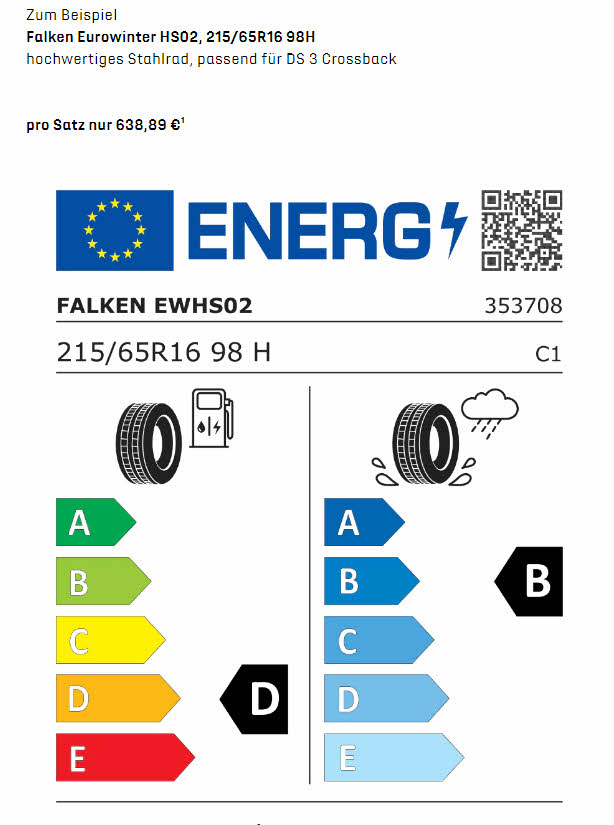 Zum Beispiel
Falken Eurowinter HS02, 215/65R16 98H
hochwertiges Stahlrad, passend für DS 3 Crossback
pro Satz nur 638,89 €¹
ENERG
FALKEN EWHS02 353708
215/65R16 98 H C1
A A
B B B
C C
D D D
E E